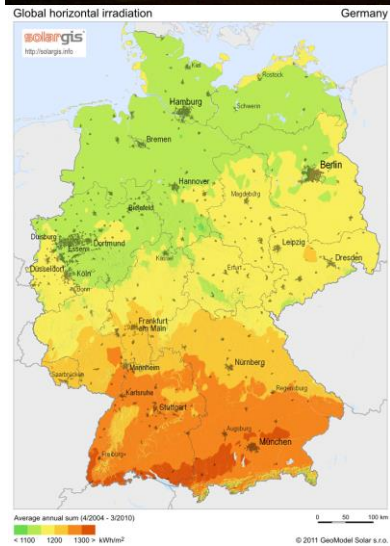 Global horizontal irradiation Germany
solargis
http://solargis.info
Kiel
Rostock
Hamburg
Schwerin
Bremen
Berlin
Hannover
Magdeburg
Bielefeld
Duisburg
Essen
Dortmund
Düsseldorf
Köln
Kassel
Leipzig
Dresden
Erfurt
Bonn
Frankfurt
am Main
Mannheim
Nürnberg
Saarbrücken
Karlsruhe
Regensburg
Stuttgart
Augsburg
München
Freiburg
Average annual sum (4/2004 - 3/2010)
0 50 100 km
< 1100 1200 1300 > kWh/m²
© 2011 GeoModel Solar s.r.o.